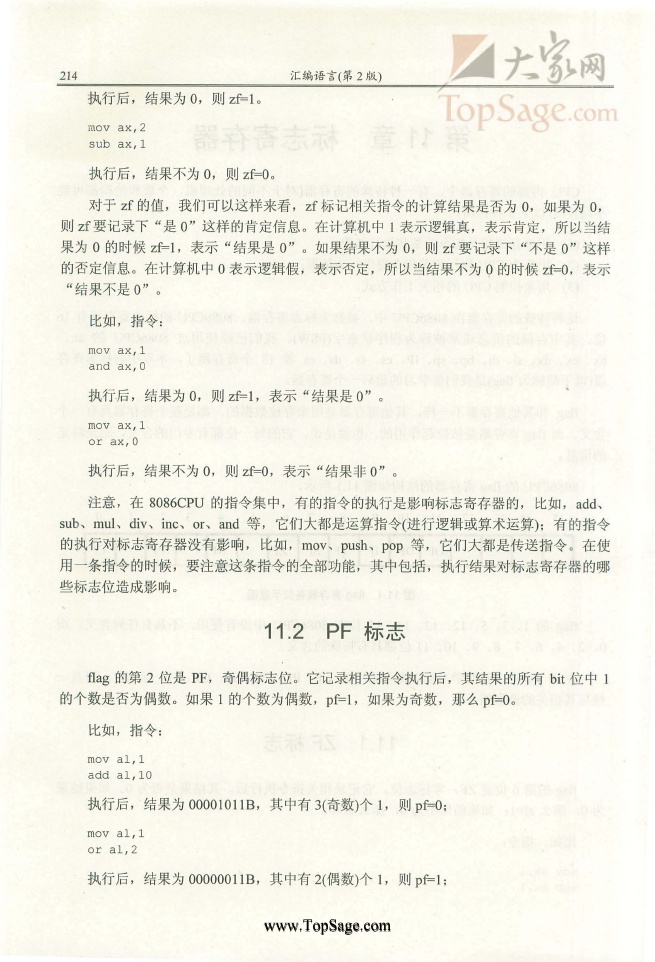 大家网
TopSage.com
214
汇编语言(第 2 版)
执行后，结果为 0，则 zf=1。
mov ax,2
sub ax,1
执行后，结果不为 0，则 zf=0。
对于 zf 的值，我们可以这样来看，zf 标记相关指令的计算结果是否为 0，如果为 0，
则 zf 要记录下“是 0”这样的肯定信息。在计算机中 1 表示逻辑真，表示肯定，所以当结
果为 0 的时候 zf=1，表示“结果是 0”。如果结果不为 0，则 zf 要记录下“不是 0”这样
的否定信息。在计算机中 0 表示逻辑假，表示否定，所以当结果不为 0 的时候 zf=0，表示
“结果不是 0”。
比如，指令：
mov ax,1
and ax,0
执行后，结果为 0，则 zf=1，表示“结果是 0”。
mov ax,1
or ax,0
执行后，结果不为 0，则 zf=0，表示“结果非 0”。
注意，在 8086CPU 的指令集中，有的指令的执行是影响标志寄存器的，比如，add、
sub、mul、div、inc、or、and 等，它们大都是运算指令(进行逻辑或算术运算)；有的指令
的执行对标志寄存器没有影响，比如，mov、push、pop 等，它们大都是传送指令。在使
用一条指令的时候，要注意这条指令的全部功能，其中包括，执行结果对标志寄存器的哪
些标志位造成影响。
11.2 PF 标志
flag 的第 2 位是 PF，奇偶标志位。它记录相关指令执行后，其结果的所有 bit 位中 1
的个数是否为偶数。如果 1 的个数为偶数，pf=1，如果为奇数，那么 pf=0。
比如，指令：
mov al,1
add al,10
执行后，结果为 00001011B，其中有 3(奇数)个 1，则 pf=0；
mov al,1
or al,2
执行后，结果为 00000011B，其中有 2(偶数)个 1，则 pf=1；
www.TopSage.com